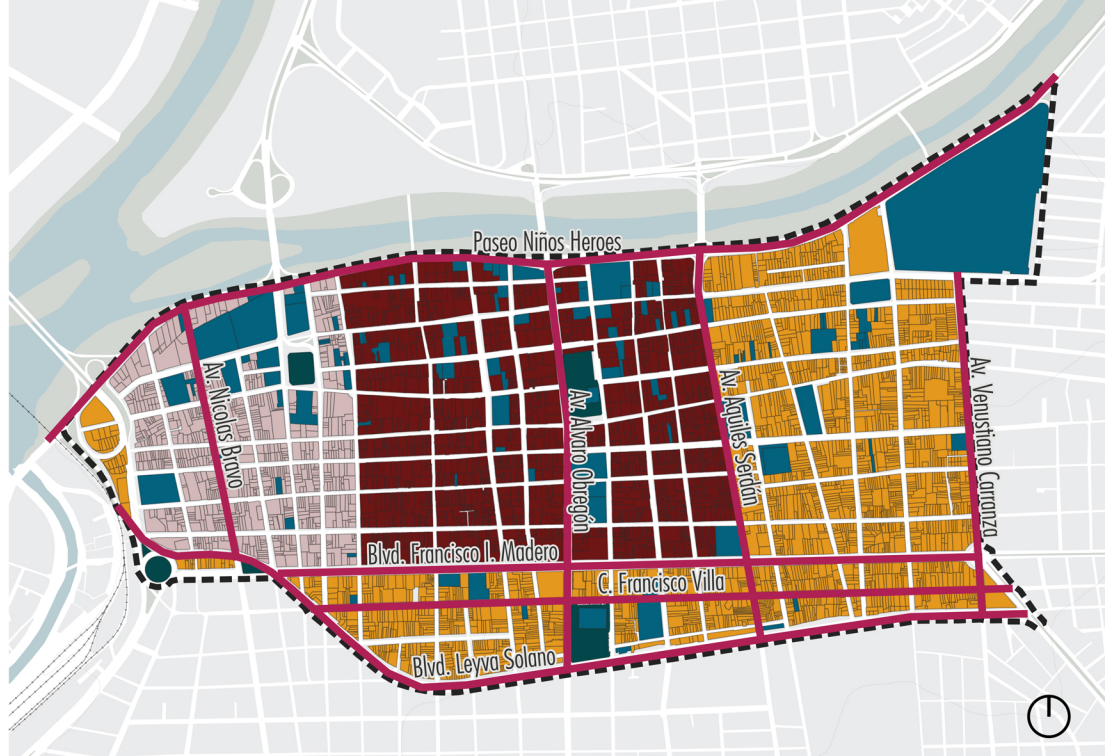 Paseo Niños Heroes
Av. Nicolas Bravo
Av. Alvaro Obregón
Av. Aquiles Serdán
Av. Venustiano Carranza
Blvd. Francisco I. Madero
C. Francisco Villa
Blvd. Leyva Solano